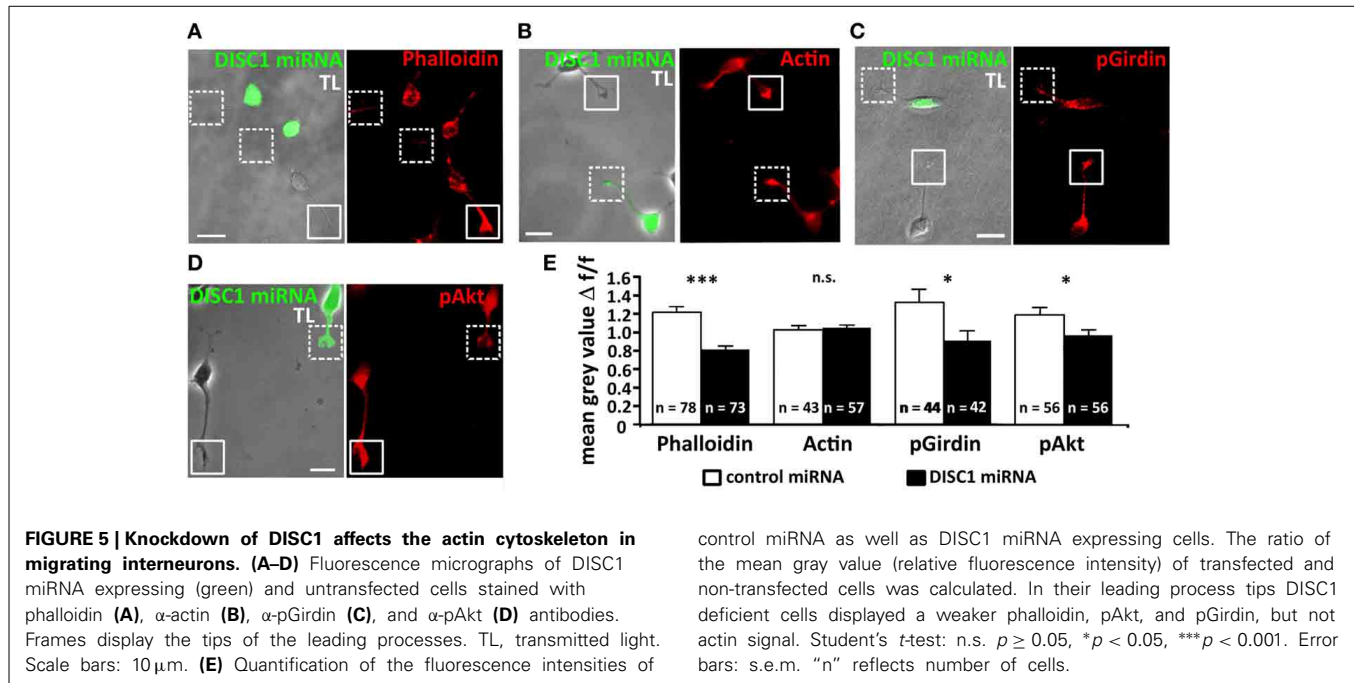 A
DISC1 miRNA
TL
Phalloidin
B
DISC1 miRNA
TL
Actin
C
DISC1 miRNA
TL
pGirdin
D
DISC1 miRNA
TL
pAkt
E
mean grey value Δ f/f
1.6
1.4
1.2
1.0
0.8
0.6
0.4
0.2
0
***
n.s.
*
*
n = 78
n = 73
n = 43
n = 57
n = 44
n = 42
n = 56
n = 56
Phalloidin
Actin
pGirdin
pAkt
control miRNA
DISC1 miRNA
FIGURE 5 | Knockdown of DISC1 affects the actin cytoskeleton in
migrating interneurons. (A–D) Fluorescence micrographs of DISC1
miRNA expressing (green) and untransfected cells stained with
phalloidin (A), α-actin (B), α-pGirdin (C), and α-pAkt (D) antibodies.
Frames display the tips of the leading processes. TL, transmitted light.
Scale bars: 10 μm. (E) Quantification of the fluorescence intensities of
control miRNA as well as DISC1 miRNA expressing cells. The ratio of
the mean gray value (relative fluorescence intensity) of transfected and
non-transfected cells was calculated. In their leading process tips DISC1
deficient cells displayed a weaker phalloidin, pAkt, and pGirdin, but not
actin signal. Student's t-test: n.s. p ≥ 0.05, *p < 0.05, ***p < 0.001. Error
bars: s.e.m. "n" reflects number of cells.